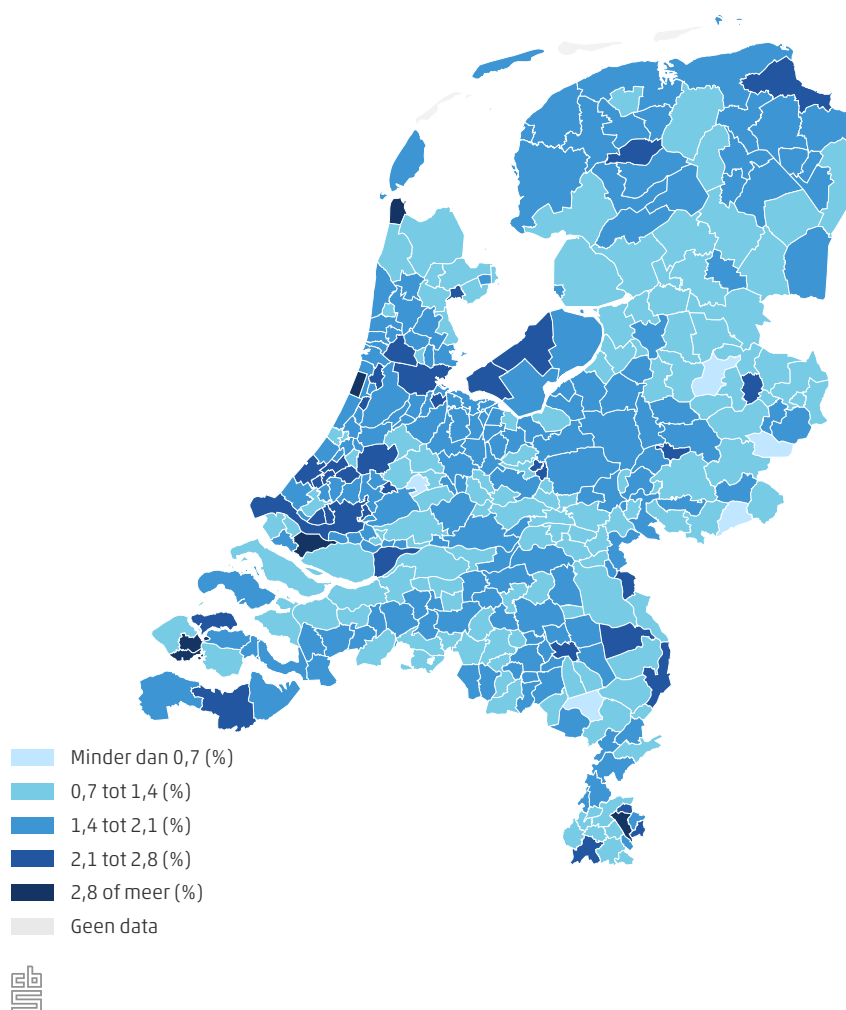 Minder dan 0,7 (%)
0,7 tot 1,4 (%)
1,4 tot 2,1 (%)
2,1 tot 2,8 (%)
2,8 of meer (%)
Geen data
cb